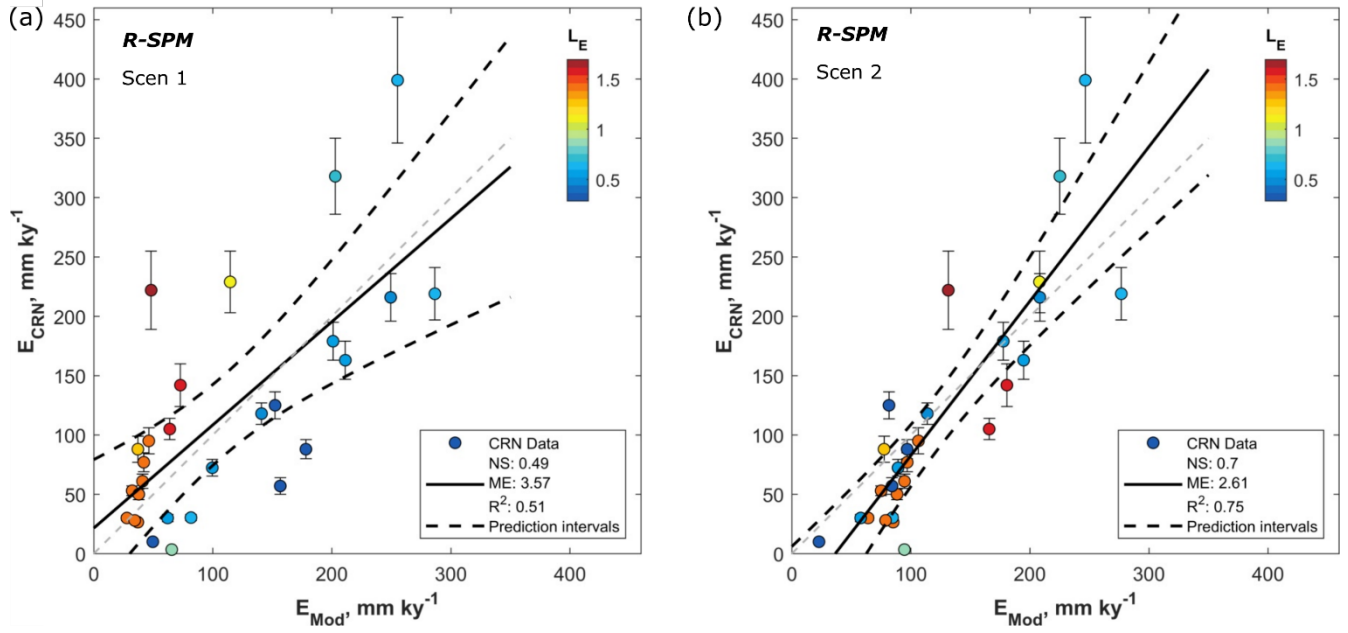 (a)
R-SPM
Scen 1
L_E
1.5
1
0.5
450
400
350
300
250
200
150
100
50
0
E_CRN, mm ky^-1
0 100 200 300 400
E_Mod, mm ky^-1
CRN Data
NS: 0.49
ME: 3.57
R^2: 0.51
Prediction intervals
(b)
R-SPM
Scen 2
L_E
1.5
1
0.5
450
400
350
300
250
200
150
100
50
0
E_CRN, mm ky^-1
0 100 200 300 400
E_Mod, mm ky^-1
CRN Data
NS: 0.7
ME: 2.61
R^2: 0.75
Prediction intervals